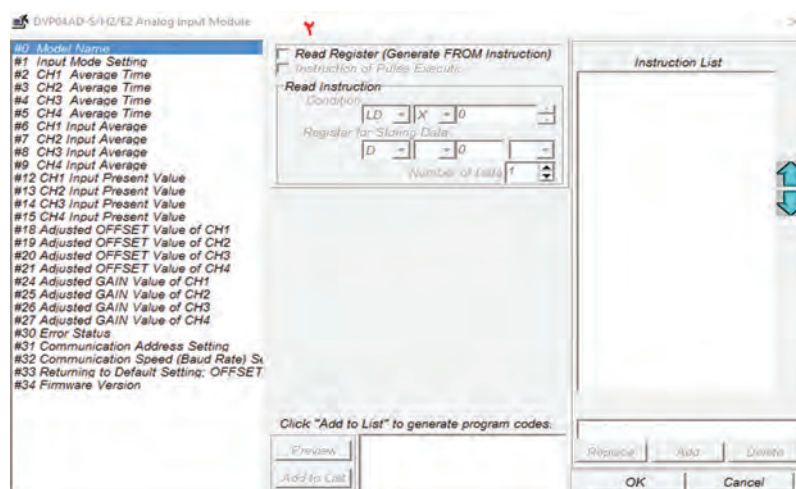 DVP04AD-S/H2/E2 Analog Input Module
۲
#0 Model Name
#1 Input Mode Setting
#2 CH1 Average Time
#3 CH2 Average Time
#4 CH3 Average Time
#5 CH4 Average Time
#6 CH1 Input Average
#7 CH2 Input Average
#8 CH3 Input Average
#9 CH4 Input Average
#12 CH1 Input Present Value
#13 CH2 Input Present Value
#14 CH3 Input Present Value
#15 CH4 Input Present Value
#18 Adjusted OFFSET Value of CH1
#19 Adjusted OFFSET Value of CH2
#20 Adjusted OFFSET Value of CH3
#21 Adjusted OFFSET Value of CH4
#24 Adjusted GAIN Value of CH1
#25 Adjusted GAIN Value of CH2
#26 Adjusted GAIN Value of CH3
#27 Adjusted GAIN Value of CH4
#30 Error Status
#31 Communication Address Setting
#32 Communication Speed (Baud Rate) Se
#33 Returning to Default Setting; OFFSET
#34 Firmware Version
Read Register (Generate FROM Instruction)
Instruction of Pulse Execute
Read Instruction
Condition
LD X 0
Register for Storing Data
D 0
Number of Data 1
Click "Add to List" to generate program codes.
Preview
Add to List
Instruction List
Replace Add Delete
OK Cancel